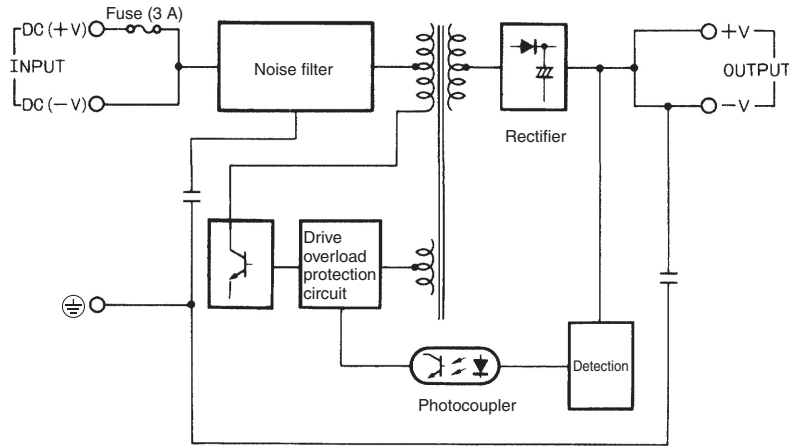 Fuse (3 A)
DC (+V)
INPUT
DC (−V)
Noise filter
Rectifier
+V
OUTPUT
−V
Drive
overload
protection
circuit
Detection
Photocoupler